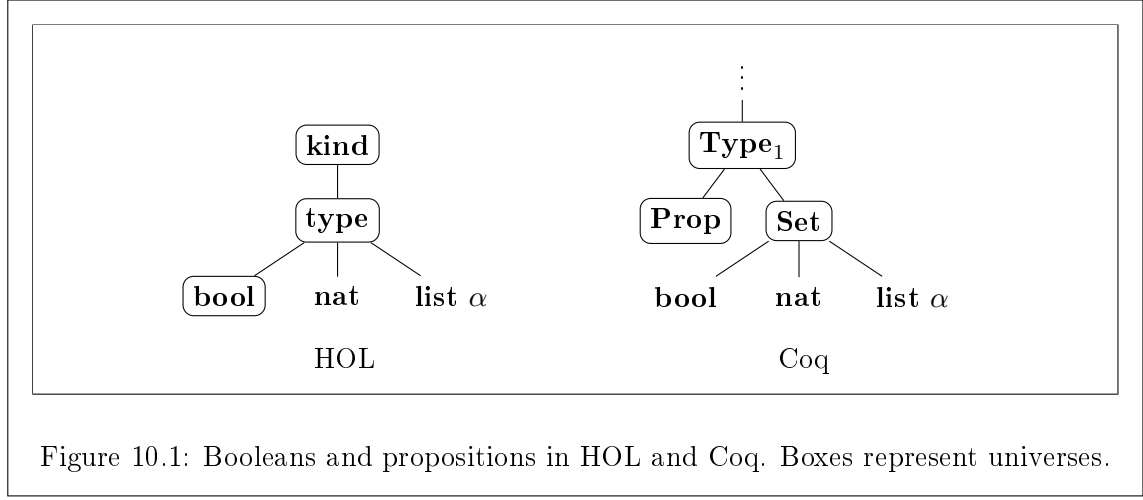 kind
type
bool nat list α
HOL
⋮
Type₁
Prop Set
bool nat list α
Coq
Figure 10.1: Booleans and propositions in HOL and Coq. Boxes represent universes.